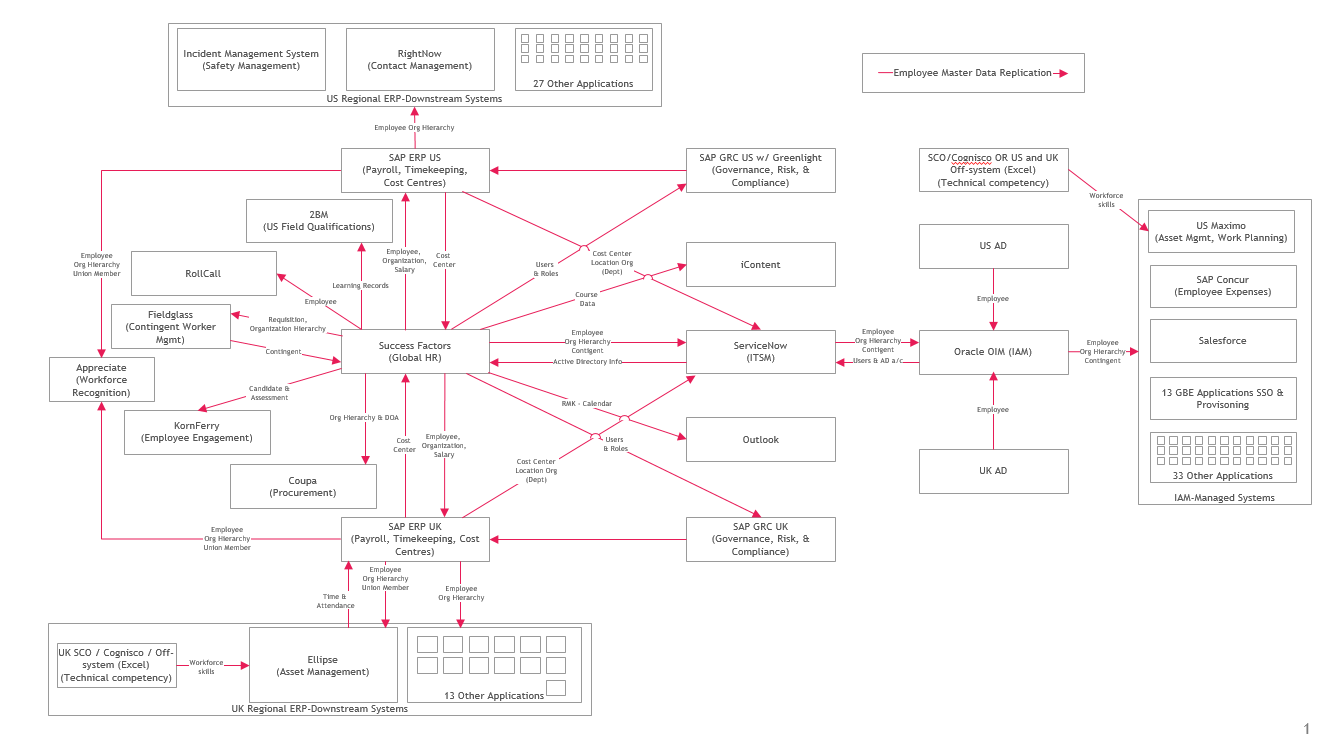 Incident Management System
(Safety Management)
RightNow
(Contact Management)
27 Other Applications
US Regional ERP-Downstream Systems
Employee Master Data Replication
Employee Org Hierarchy
SAP ERP US
(Payroll, Timekeeping,
Cost Centres)
SAP GRC US w/ Greenlight
(Governance, Risk, &
Compliance)
SCO/Cognisco OR US and UK
Off-system (Excel)
(Technical competency)
Workforce
skills
2BM
(US Field Qualifications)
US Maximo
(Asset Mgmt, Work Planning)
Employee
Org Hierarchy
Union Member
RollCall
Employee,
Organization,
Salary
Cost
Center
Users
& Roles
Cost Center
Location Org
(Dept)
iContent
US AD
SAP Concur
(Employee Expenses)
Learning Records
Employee
Course
Data
Employee
Fieldglass
(Contingent Worker
Mgmt)
Requisition,
Organization Hierarchy
Contingent
Success Factors
(Global HR)
Employee
Org Hierarchy
Contigent
Active Directory Info
ServiceNow
(ITSM)
Employee
Org Hierarchy
Contigent
Users & AD a/c
Oracle OIM (IAM)
Employee
Org Hierarchy
Contingent
Salesforce
Appreciate
(Workforce
Recognition)
Candidate &
Assessment
KornFerry
(Employee Engagement)
Org Hierarchy & DOA
Cost
Center
Employee,
Organization,
Salary
RMK - Calendar
Users
& Roles
Outlook
Employee
13 GBE Applications SSO &
Provisoning
33 Other Applications
IAM-Managed Systems
Coupa
(Procurement)
Cost Center
Location Org
(Dept)
UK AD
Employee
Org Hierarchy
Union Member
SAP ERP UK
(Payroll, Timekeeping, Cost
Centres)
SAP GRC UK
(Governance, Risk, &
Compliance)
Time &
Attendance
Employee
Org Hierarchy
Union Member
Employee
Org Hierarchy
UK SCO / Cognisco / Off-
system (Excel)
(Technical competency)
Workforce
skills
Ellipse
(Asset Management)
13 Other Applications
UK Regional ERP-Downstream Systems
1